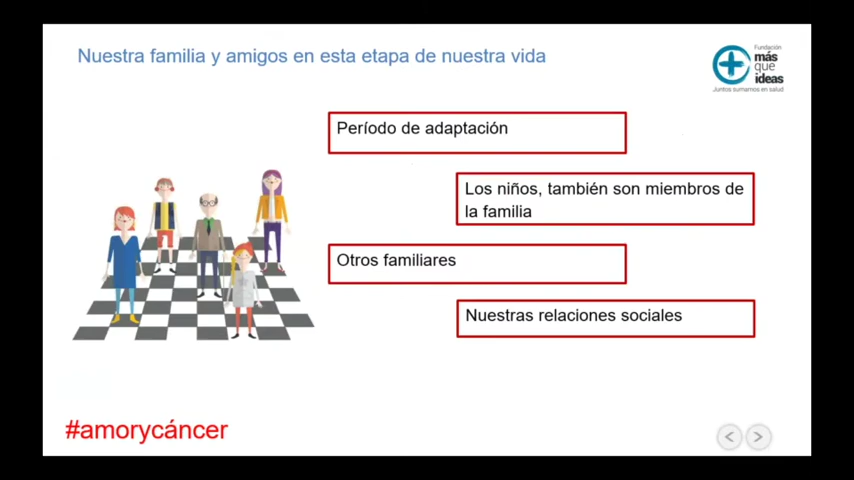 Nuestra familia y amigos en esta etapa de nuestra vida
Fundación
más
que
ideas
Juntos sumamos en salud
Período de adaptación
Los niños, también son miembros de
la familia
Otros familiares
Nuestras relaciones sociales
#amorycáncer